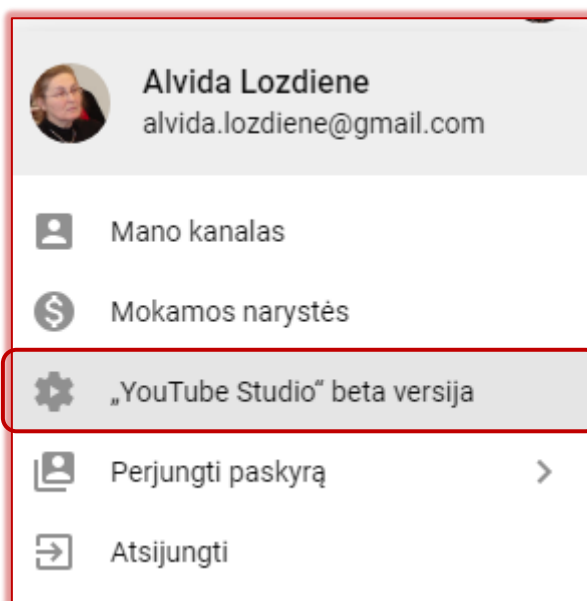 Alvida Lozdiene
alvida.lozdiene@gmail.com
Mano kanalas
Mokamos narystės
„YouTube Studio“ beta versija
Perjungti paskyrą
Atsijungti